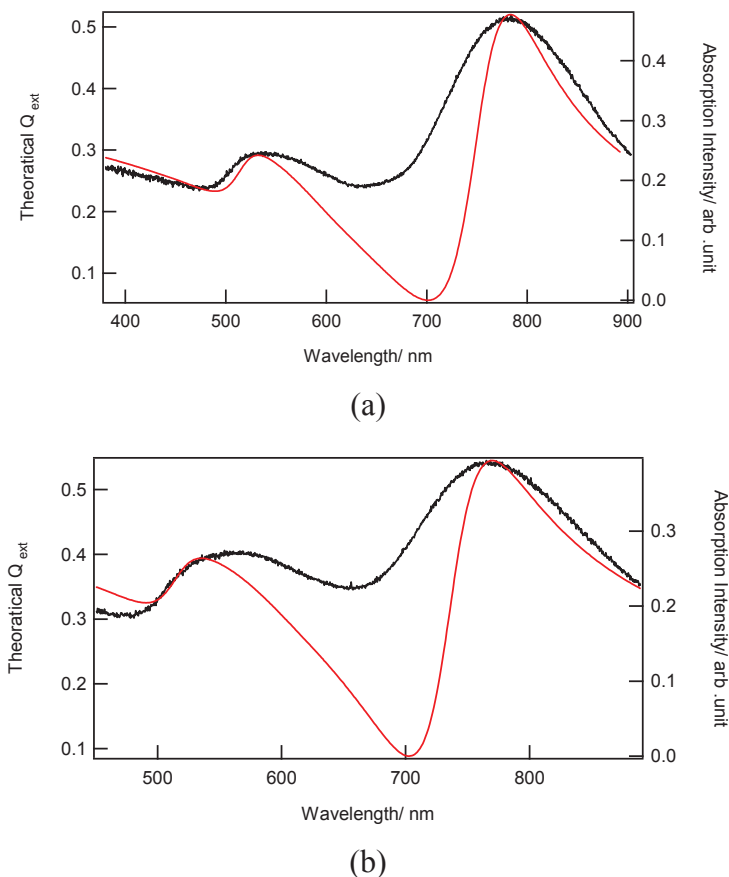 0.5
0.4
0.3
0.2
0.1
Theoratical Q ext
0.4
0.3
0.2
0.1
0.0
Absorption Intensity/ arb .unit
400 500 600 700 800 900
Wavelength/ nm
(a)
0.5
0.4
0.3
0.2
0.1
Theoratical Q ext
0.3
0.2
0.1
0.0
Absorption Intensity/ arb .unit
500 600 700 800
Wavelength/ nm
(b)